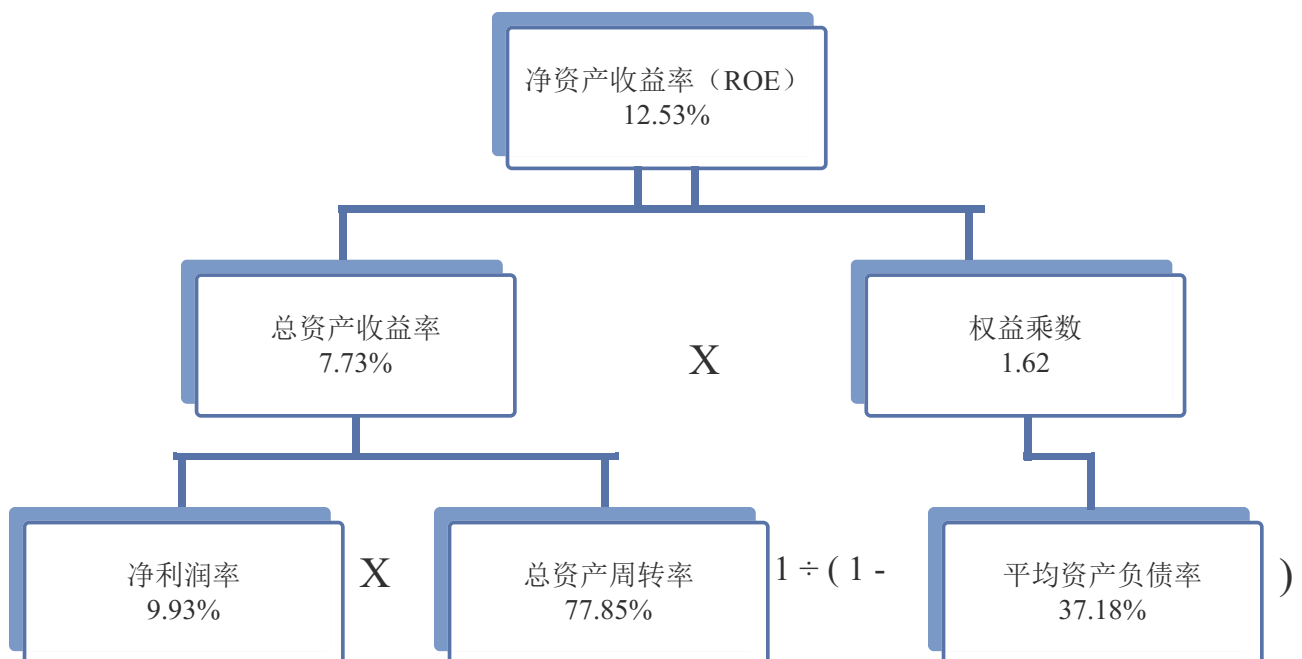 净资产收益率（ROE）
12.53%
总资产收益率
7.73%
X
权益乘数
1.62
净利润率
9.93%
X
总资产周转率
77.85%
1 ÷ ( 1 -
平均资产负债率
37.18%
)